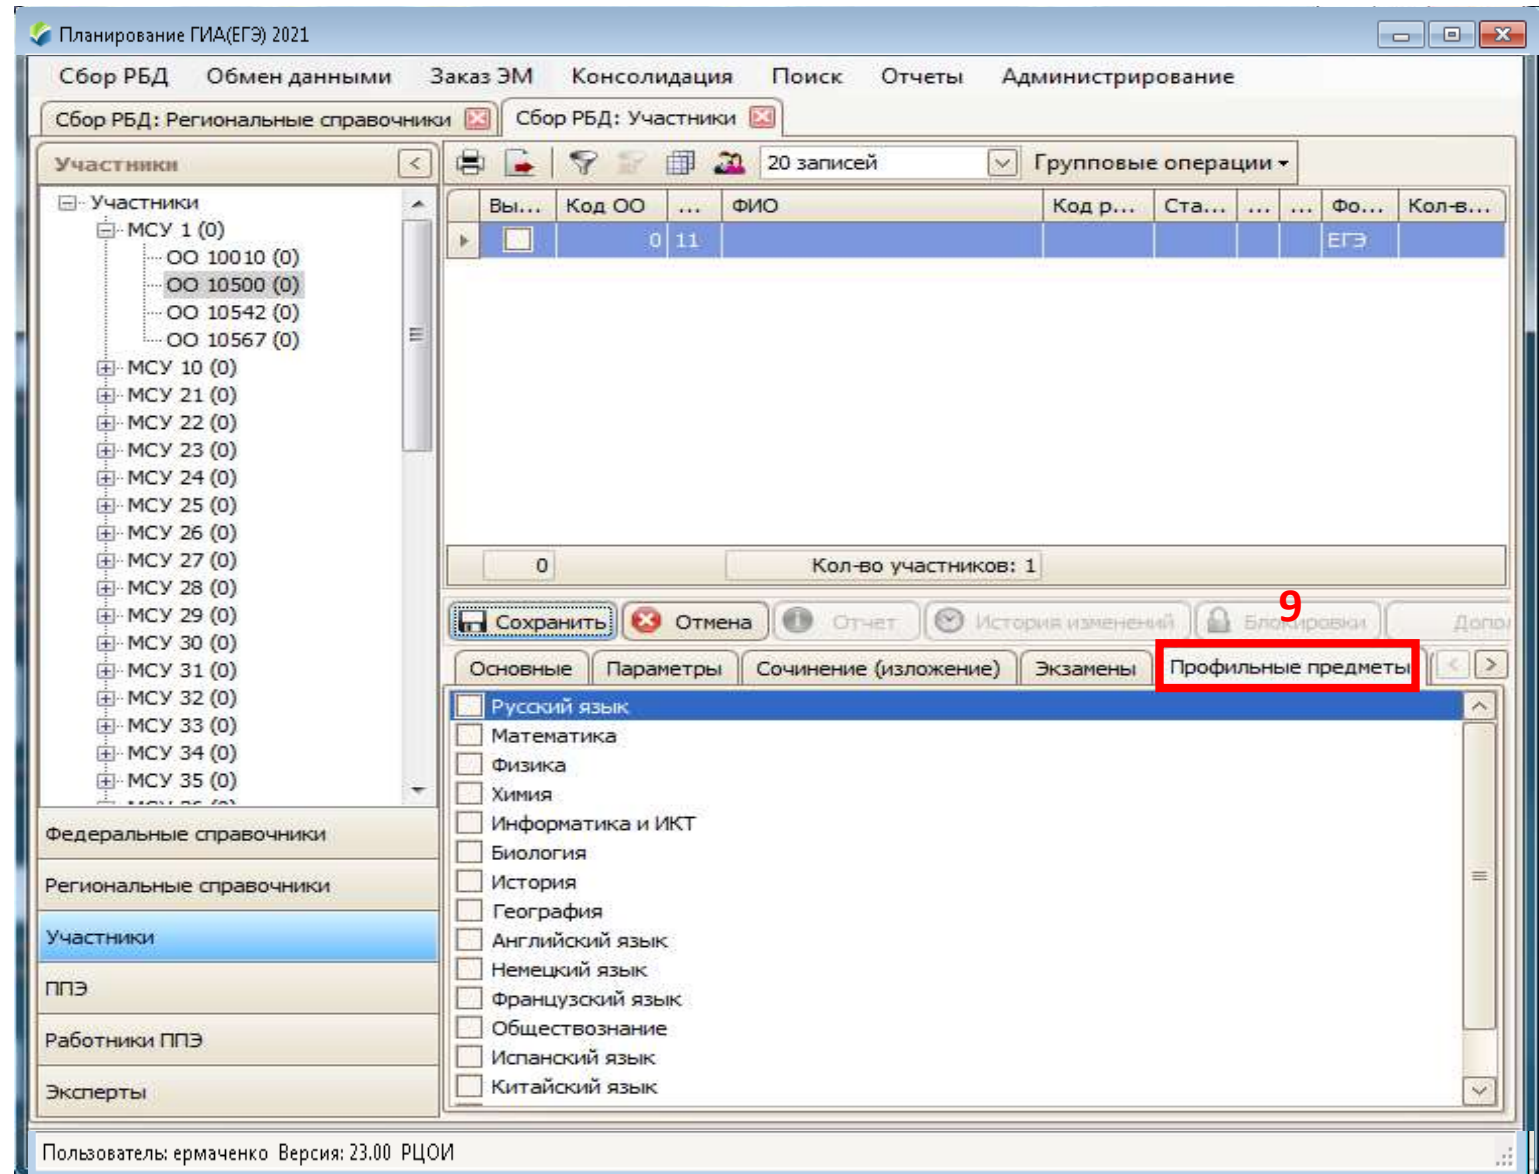 Планирование ГИА(ЕГЭ) 2021
Сбор РБД Обмен данными Заказ ЭМ Консолидация Поиск Отчеты Администрирование
Сбор РБД: Региональные справочники Сбор РБД: Участники
Участники
20 записей Групповые операции
Участники
МСУ 1 (0)
ОО 10010 (0)
ОО 10500 (0)
ОО 10542 (0)
ОО 10567 (0)
МСУ 10 (0)
МСУ 21 (0)
МСУ 22 (0)
МСУ 23 (0)
МСУ 24 (0)
МСУ 25 (0)
МСУ 26 (0)
МСУ 27 (0)
МСУ 28 (0)
МСУ 29 (0)
МСУ 30 (0)
МСУ 31 (0)
МСУ 32 (0)
МСУ 33 (0)
МСУ 34 (0)
МСУ 35 (0)
Федеральные справочники
Региональные справочники
Участники
ППЭ
Работники ППЭ
Эксперты
Вы... Код ОО ... ФИО Код р... Ста... ... ... Фо... Кол-в...
0 11 ЕГЭ
0 Кол-во участников: 1
9
Сохранить Отмена Отчет История изменений Блокировки Допол
Основные Параметры Сочинение (изложение) Экзамены Профильные предметы
Русский язык
Математика
Физика
Химия
Информатика и ИКТ
Биология
История
География
Английский язык
Немецкий язык
Французский язык
Обществознание
Испанский язык
Китайский язык
Пользователь: ермаченко Версия: 23.00 РЦОИ